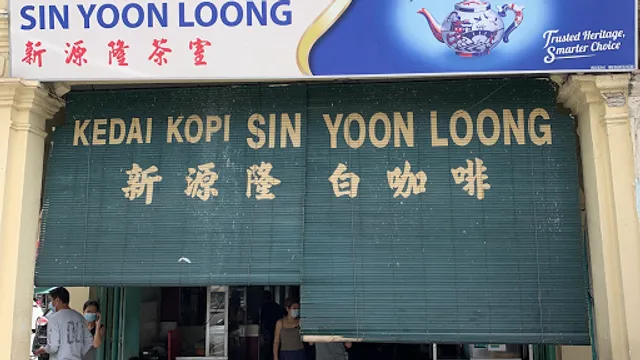 SIN YOON LOONG
新源隆茶室
Trusted Heritage,
Smarter Choice
KEDAI KOPI SIN YOON LOONG
新源隆白咖啡